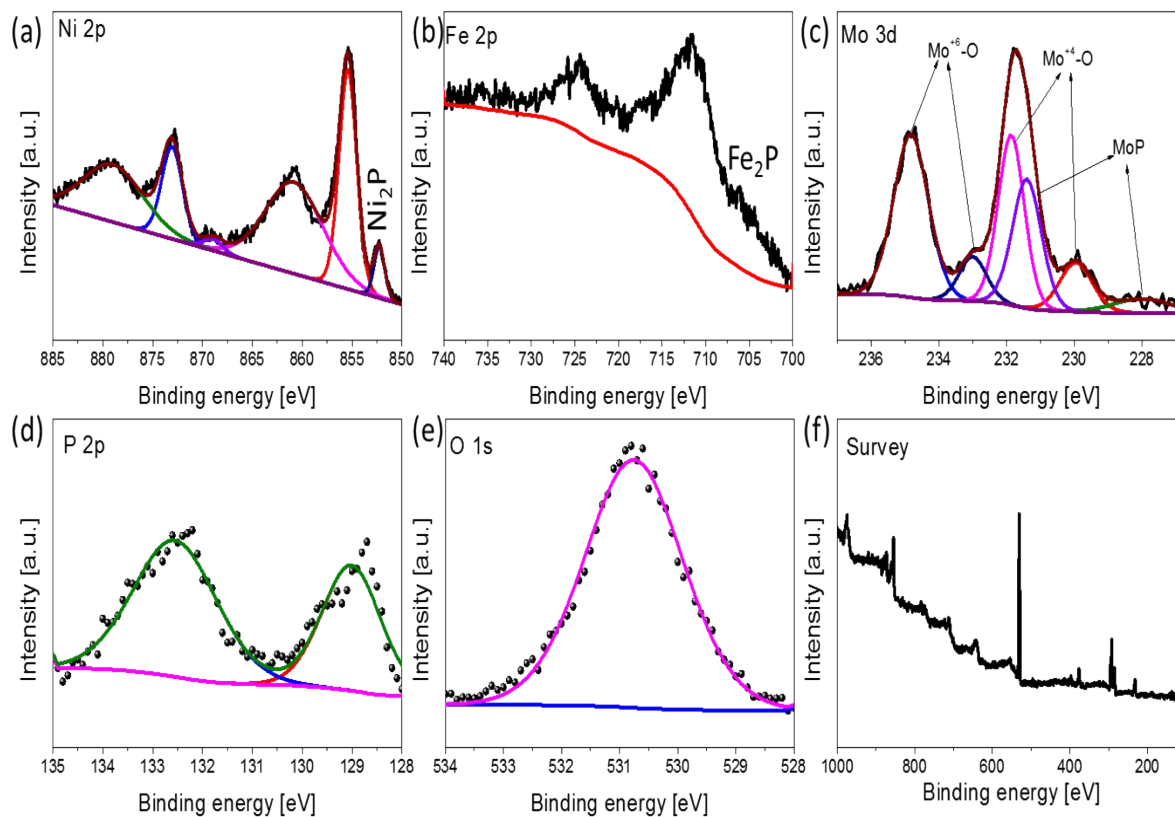 (a) Ni 2p
Intensity [a.u.]
Ni₂P
885 880 875 870 865 860 855 850
Binding energy [eV]
(b) Fe 2p
Intensity [a.u.]
Fe₂P
740 735 730 725 720 715 710 705 700
Binding energy [eV]
(c) Mo 3d
Intensity [a.u.]
Mo⁺⁶-O
Mo⁺⁴-O
MoP
236 234 232 230 228
Binding energy [eV]
(d) P 2p
Intensity [a.u.]
135 134 133 132 131 130 129 128
Binding energy [eV]
(e) O 1s
Intensity [a.u.]
534 533 532 531 530 529 528
Binding energy [eV]
(f) Survey
Intensity [a.u.]
1000 800 600 400 200
Binding energy [eV]